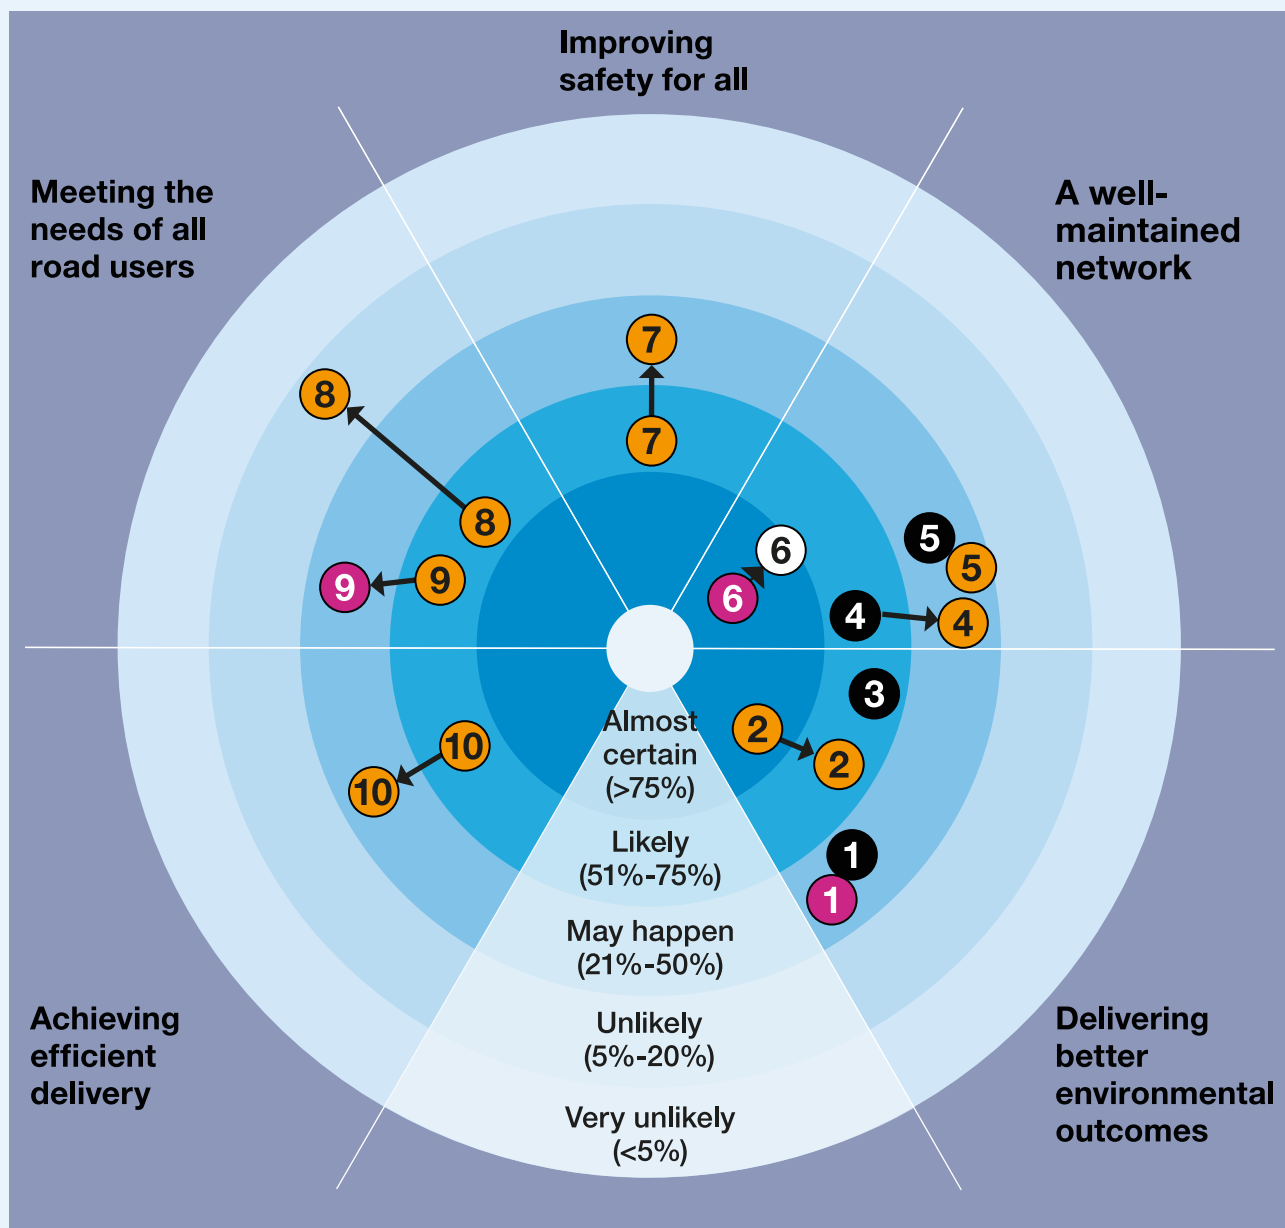 Improving
safety for all
Meeting the
needs of all
road users
A well-
maintained
network
7
7
8
8
9
9
6
6
5
5
4
4
3
2
2
1
1
10
10
Almost
certain
(>75%)
Likely
(51%-75%)
May happen
(21%-50%)
Unlikely
(5%-20%)
Very unlikely
(<5%)
Achieving
efficient
delivery
Delivering
better
environmental
outcomes